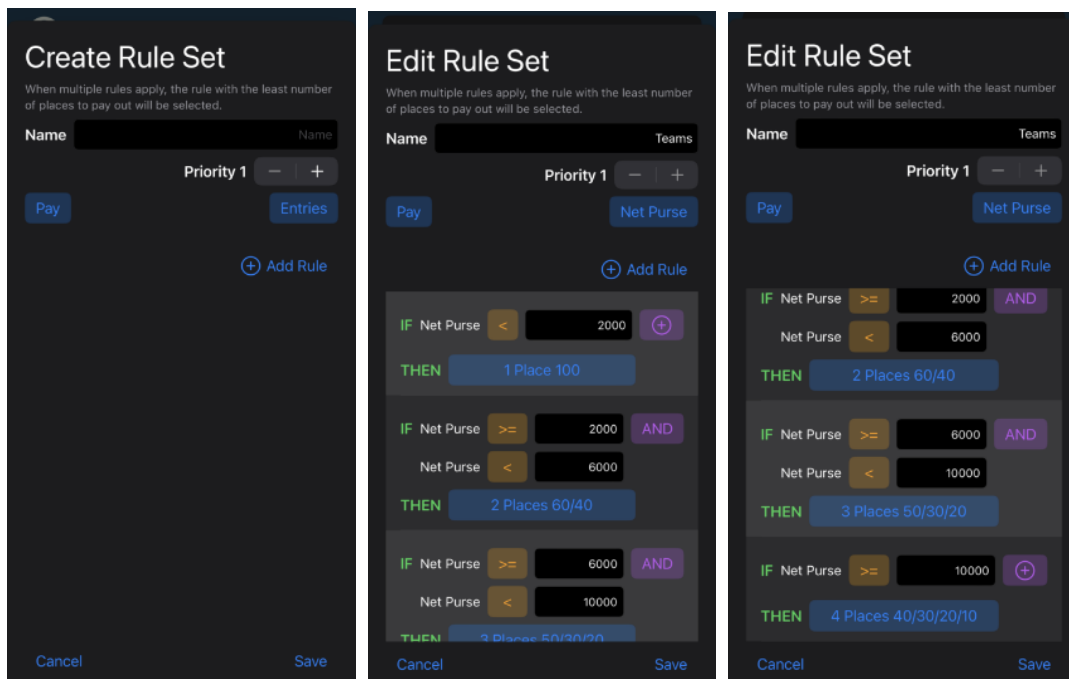 Create Rule Set
When multiple rules apply, the rule with the least number
of places to pay out will be selected.
Name Name
Priority 1 − +
Pay Entries
+ Add Rule
Cancel Save
Edit Rule Set
When multiple rules apply, the rule with the least number
of places to pay out will be selected.
Name Teams
Priority 1 − +
Pay Net Purse
+ Add Rule
IF Net Purse < 2000 +
THEN 1 Place 100
IF Net Purse >= 2000 AND
Net Purse < 6000
THEN 2 Places 60/40
IF Net Purse >= 6000 AND
Net Purse < 10000
THEN 3 Places 50/30/20
Cancel Save
Edit Rule Set
When multiple rules apply, the rule with the least number
of places to pay out will be selected.
Name Teams
Priority 1 − +
Pay Net Purse
+ Add Rule
IF Net Purse >= 2000 AND
Net Purse < 6000
THEN 2 Places 60/40
IF Net Purse >= 6000 AND
Net Purse < 10000
THEN 3 Places 50/30/20
IF Net Purse >= 10000 +
THEN 4 Places 40/30/20/10
Cancel Save